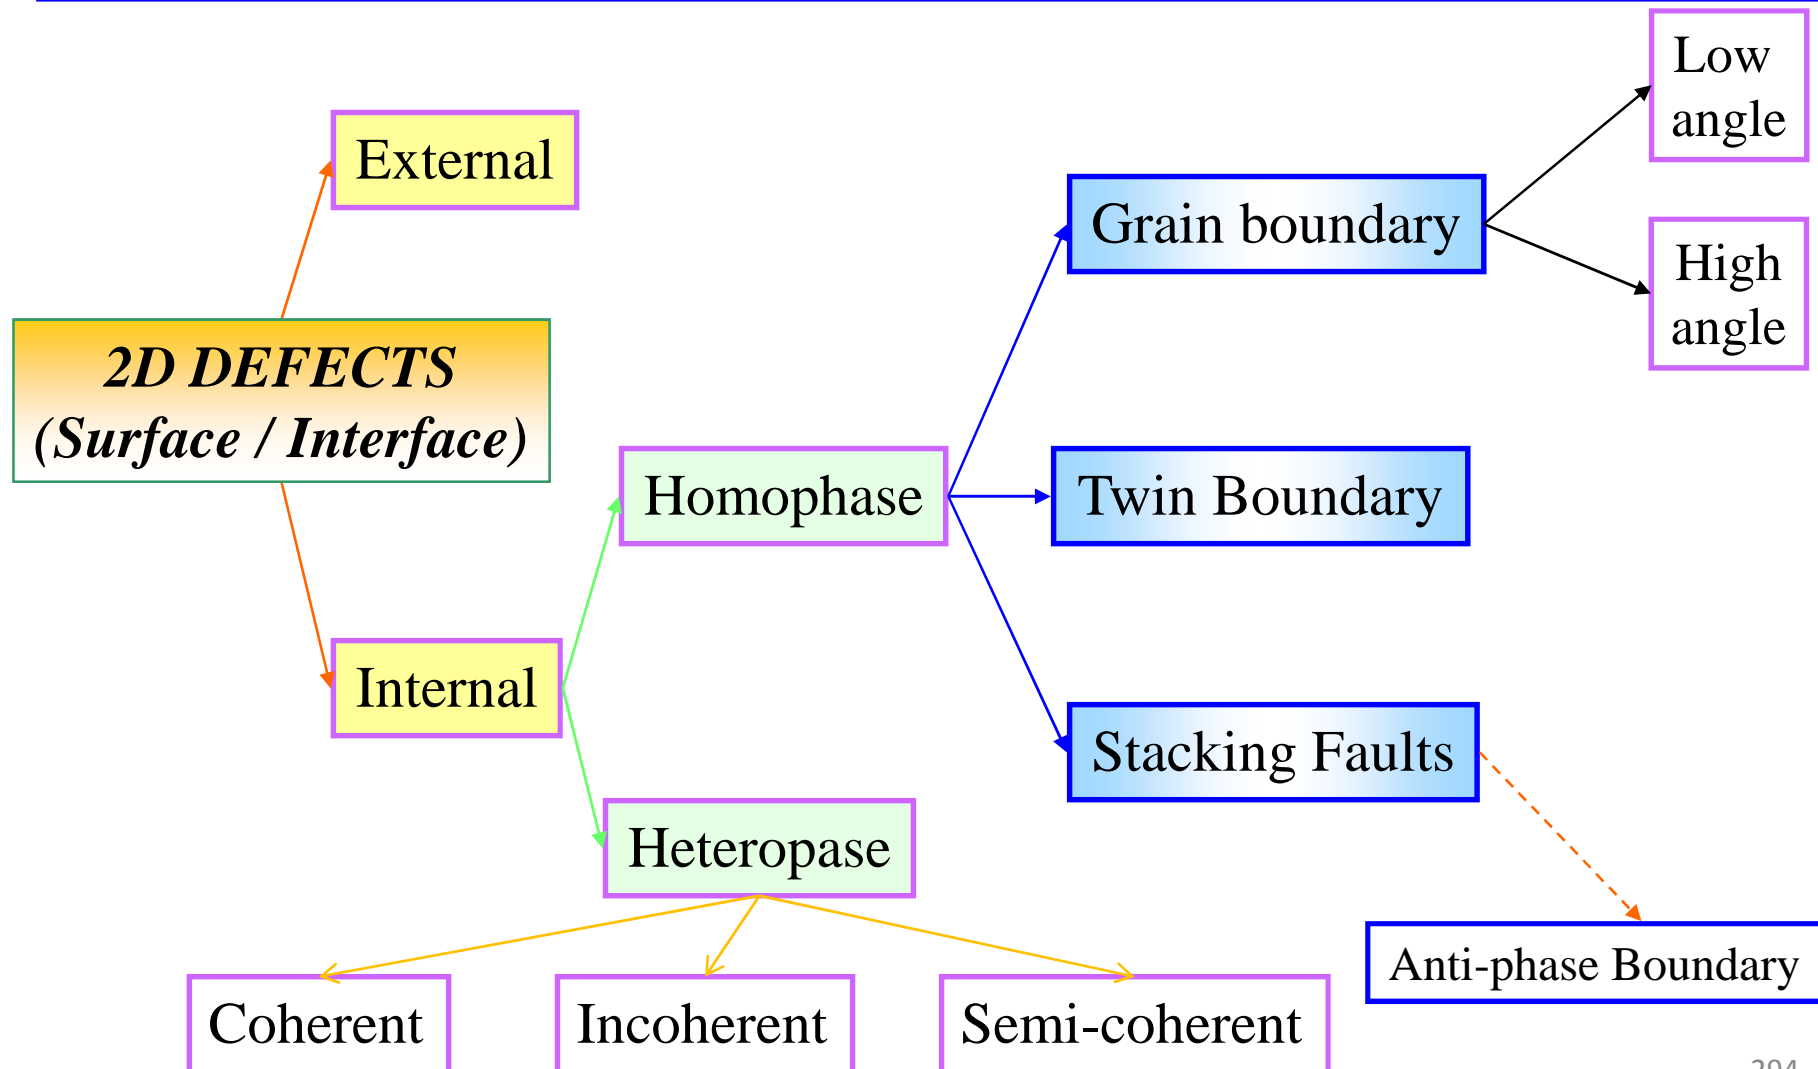 Low
angle
External
Grain boundary
High
angle
2D DEFECTS
(Surface / Interface)
Homophase
Twin Boundary
Internal
Stacking Faults
Heteropase
Anti-phase Boundary
Coherent
Incoherent
Semi-coherent